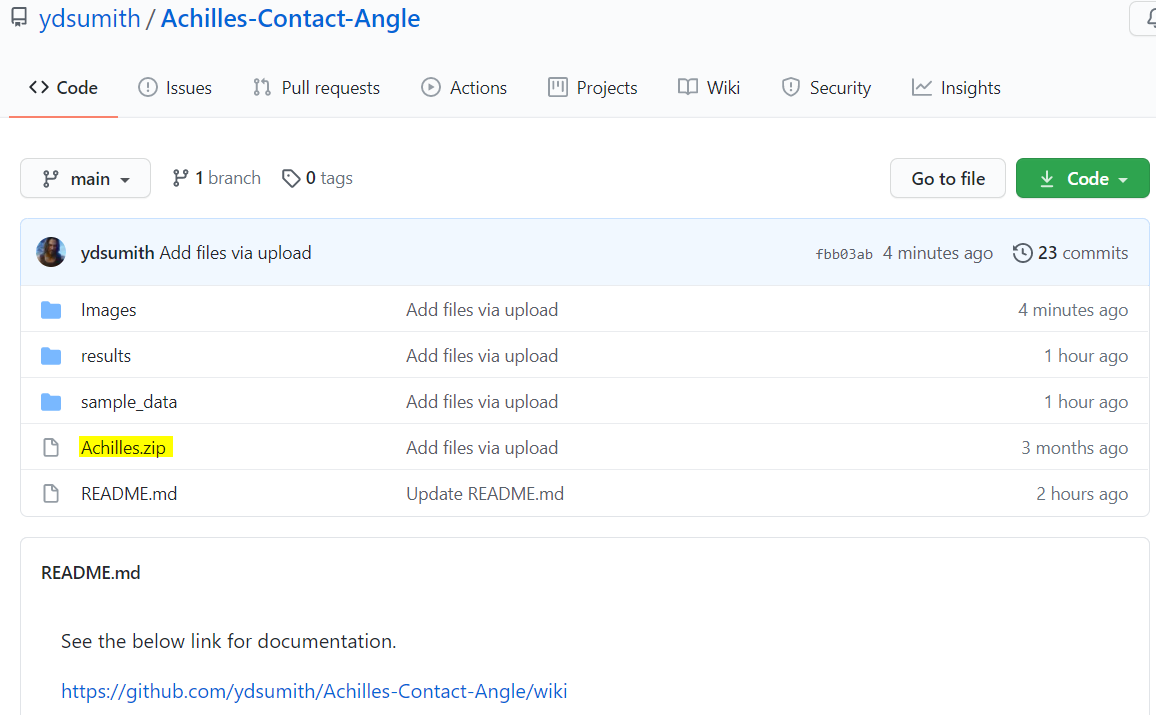 ydsumith / Achilles-Contact-Angle
Code Issues Pull requests Actions Projects Wiki Security Insights
main 1 branch 0 tags Go to file Code
ydsumith Add files via upload fbb03ab 4 minutes ago 23 commits
Images Add files via upload 4 minutes ago
results Add files via upload 1 hour ago
sample_data Add files via upload 1 hour ago
Achilles.zip Add files via upload 3 months ago
README.md Update README.md 2 hours ago
README.md
See the below link for documentation.
https://github.com/ydsumith/Achilles-Contact-Angle/wiki